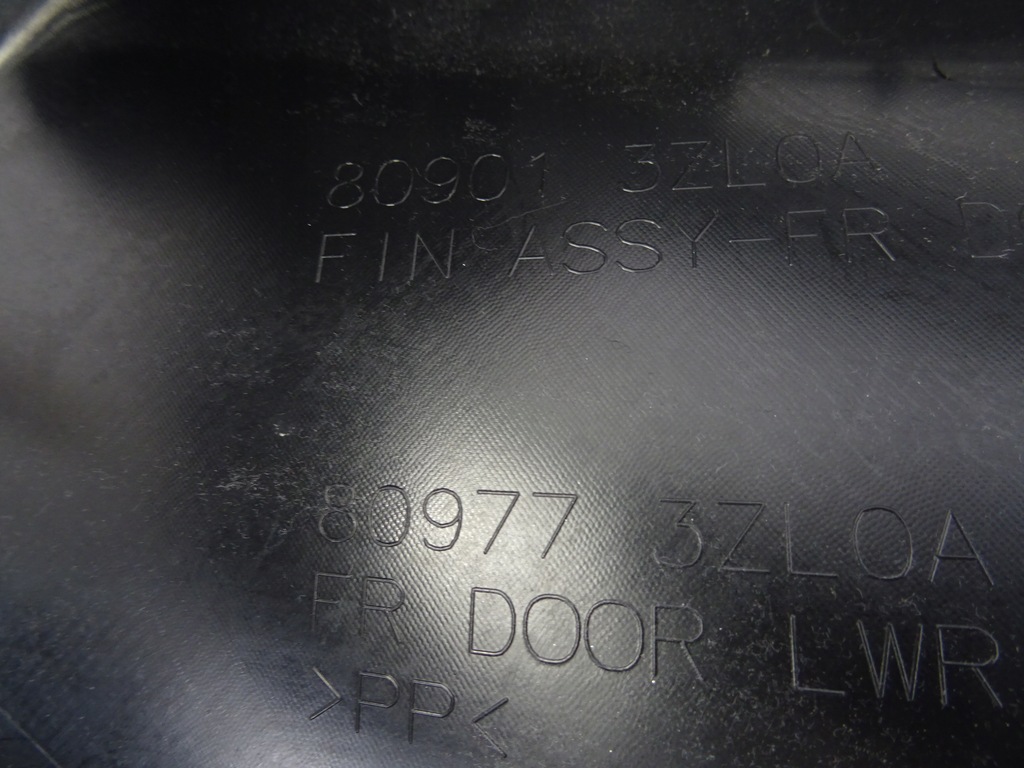 80901 3ZL0A
FIN ASSY-FR
80977 3ZL0A
FR DOOR LWR
>PP<